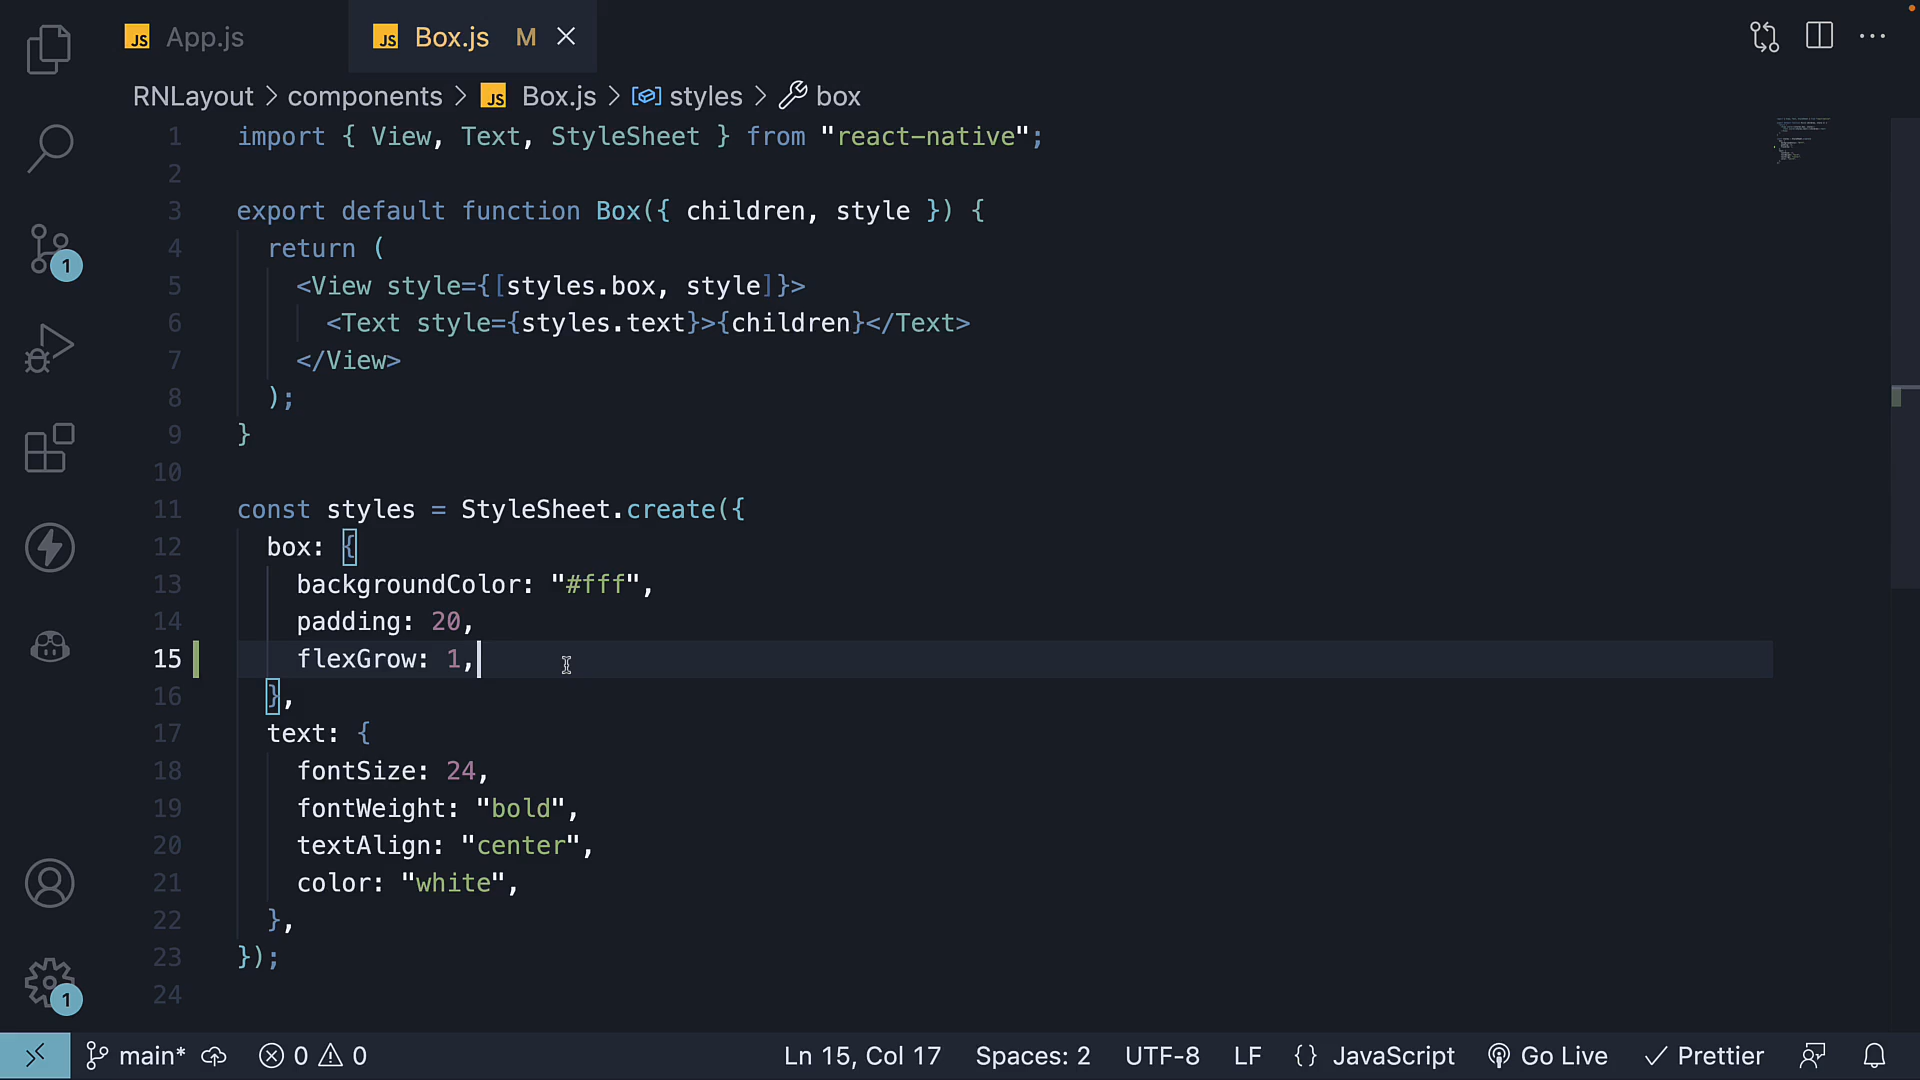 JS App.js JS Box.js M
RNLayout > components > JS Box.js > styles > box
1 import { View, Text, StyleSheet } from "react-native";
2
3 export default function Box({ children, style }) {
4 return (
5 <View style={[styles.box, style]}>
6 <Text style={styles.text}>{children}</Text>
7 </View>
8 );
9 }
10
11 const styles = StyleSheet.create({
12 box: {
13 backgroundColor: "#fff",
14 padding: 20,
15 flexGrow: 1,
16 },
17 text: {
18 fontSize: 24,
19 fontWeight: "bold",
20 textAlign: "center",
21 color: "white",
22 },
23 });
24
1
1
main* 0 0 Ln 15, Col 17 Spaces: 2 UTF-8 LF {} JavaScript Go Live Prettier